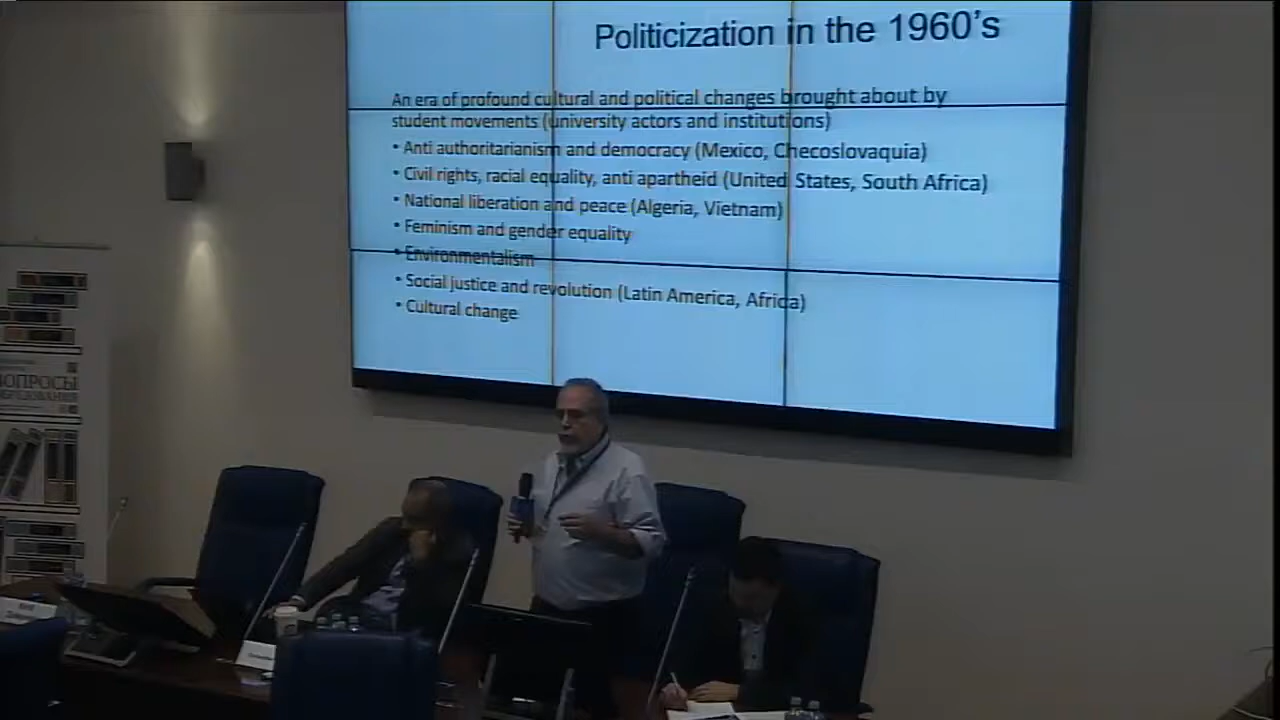 Politicization in the 1960's
An era of profound cultural and political changes brought about by
student movements (university actors and institutions)
• Anti authoritarianism and democracy (Mexico, Checoslovaquia)
• Civil rights, racial equality, anti apartheid (United States, South Africa)
• National liberation and peace (Algeria, Vietnam)
• Feminism and gender equality
• Environmentalism
• Social justice and revolution (Latin America, Africa)
• Cultural change
ВОПРОСЫ